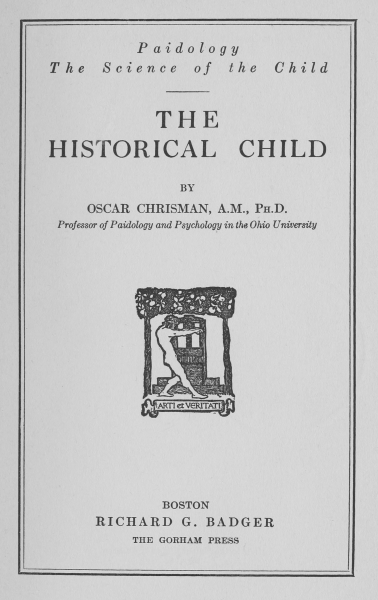 Paidology
The Science of the Child
THE
HISTORICAL CHILD
BY
OSCAR CHRISMAN, A.M., PH.D.
Professor of Paidology and Psychology in the Ohio University
ARTI et VERITATI
BOSTON
RICHARD G. BADGER
THE GORHAM PRESS